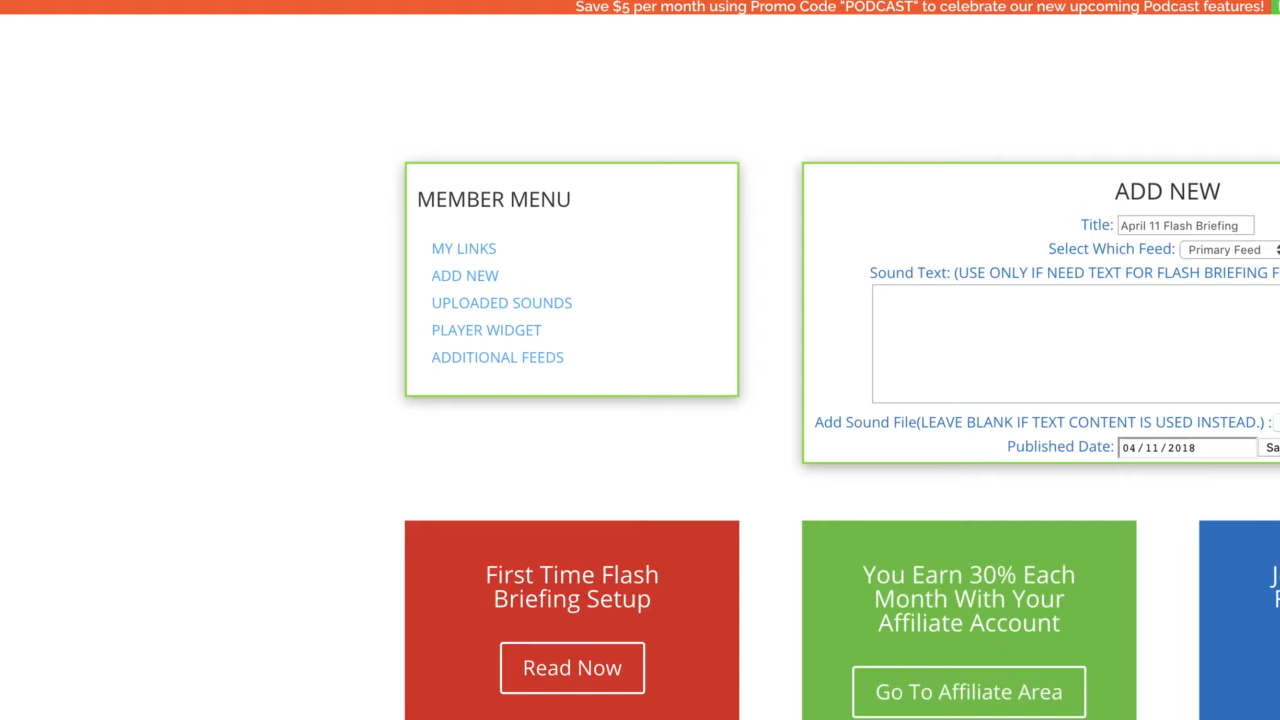 Save $5 per month using Promo Code "PODCAST" to celebrate our new upcoming Podcast features!
MEMBER MENU
MY LINKS
ADD NEW
UPLOADED SOUNDS
PLAYER WIDGET
ADDITIONAL FEEDS
ADD NEW
Title: April 11 Flash Briefing
Select Which Feed: Primary Feed
Sound Text: (USE ONLY IF NEED TEXT FOR FLASH BRIEFING F
Add Sound File(LEAVE BLANK IF TEXT CONTENT IS USED INSTEAD.) :
Published Date: 04/11/2018 Sa
First Time Flash
Briefing Setup
Read Now
You Earn 30% Each
Month With Your
Affiliate Account
Go To Affiliate Area